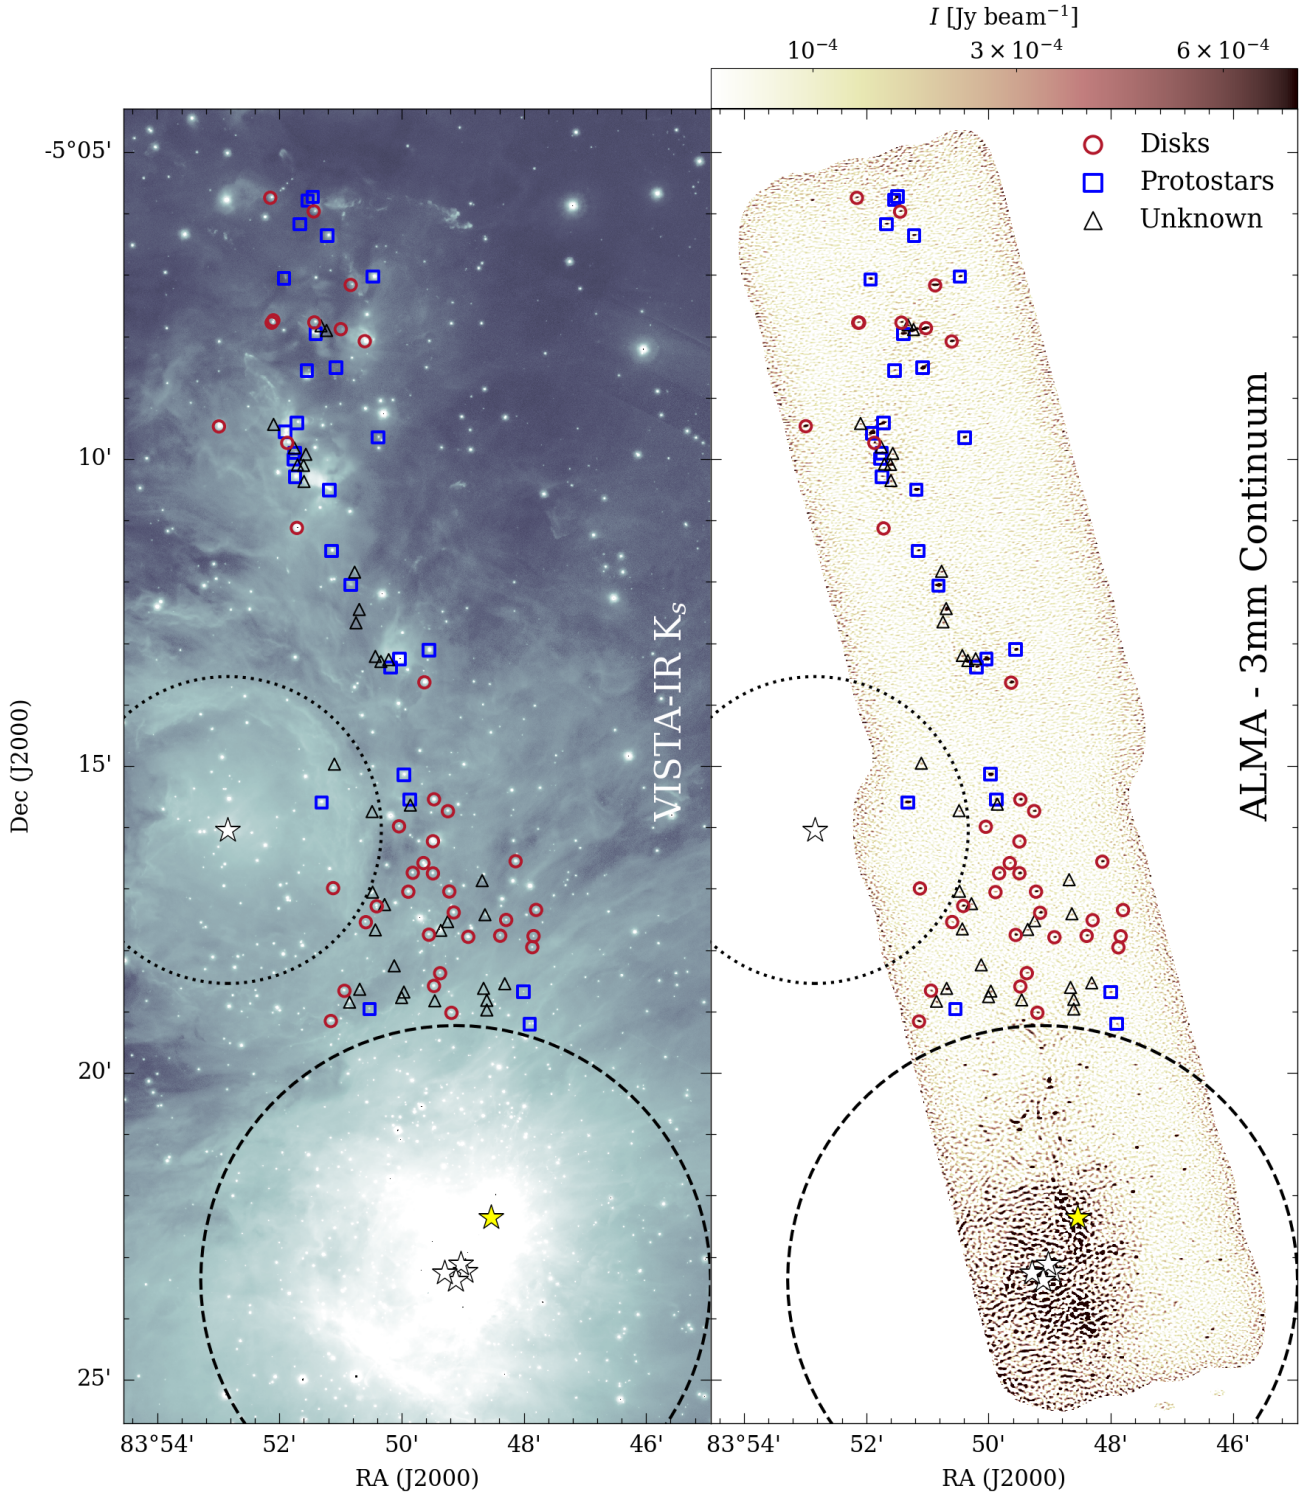 I [Jy beam⁻¹]
10⁻⁴ 3 × 10⁻⁴ 6 × 10⁻⁴
Disks
Protostars
Unknown
-5°05'
10'
15'
20'
25'
Dec (J2000)
VISTA-IR Kₛ
ALMA - 3mm Continuum
83°54' 52' 50' 48' 46' 83°54' 52' 50' 48' 46'
RA (J2000) RA (J2000)